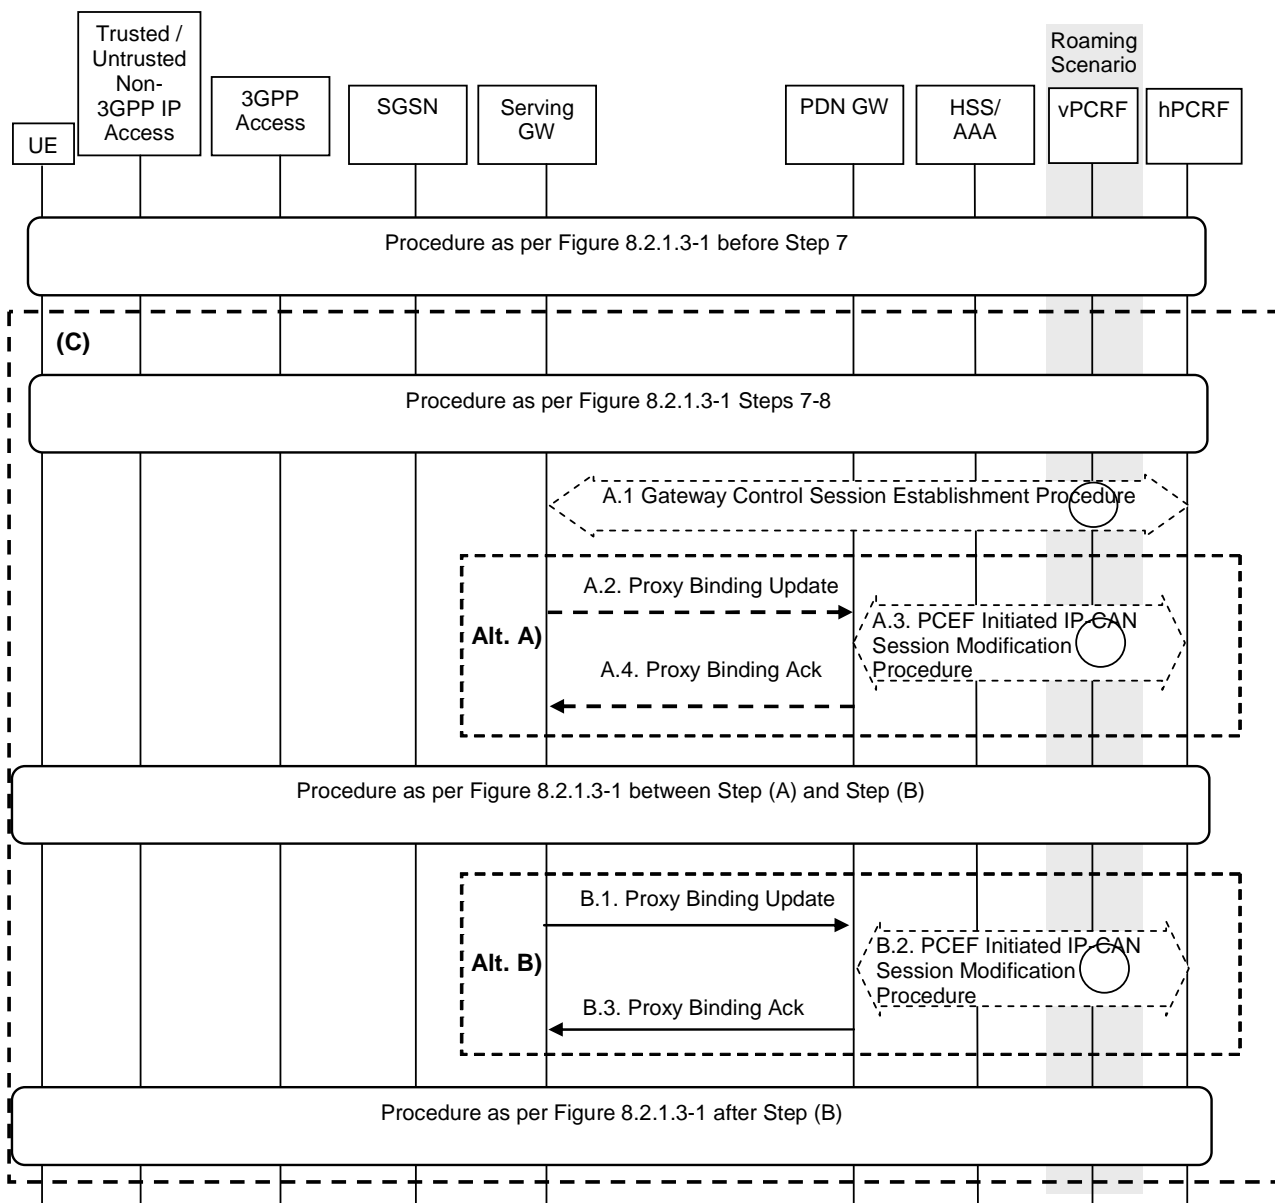 UE
Trusted /
Untrusted
Non-
3GPP IP
Access
3GPP
Access
SGSN
Serving
GW
PDN GW
HSS/
AAA
Roaming
Scenario
vPCRF
hPCRF
Procedure as per Figure 8.2.1.3-1 before Step 7
(C)
Procedure as per Figure 8.2.1.3-1 Steps 7-8
A.1 Gateway Control Session Establishment Procedure
Alt. A)
A.2. Proxy Binding Update
A.3. PCEF Initiated IP-CAN
Session Modification
Procedure
A.4. Proxy Binding Ack
Procedure as per Figure 8.2.1.3-1 between Step (A) and Step (B)
Alt. B)
B.1. Proxy Binding Update
B.2. PCEF Initiated IP-CAN
Session Modification
Procedure
B.3. Proxy Binding Ack
Procedure as per Figure 8.2.1.3-1 after Step (B)